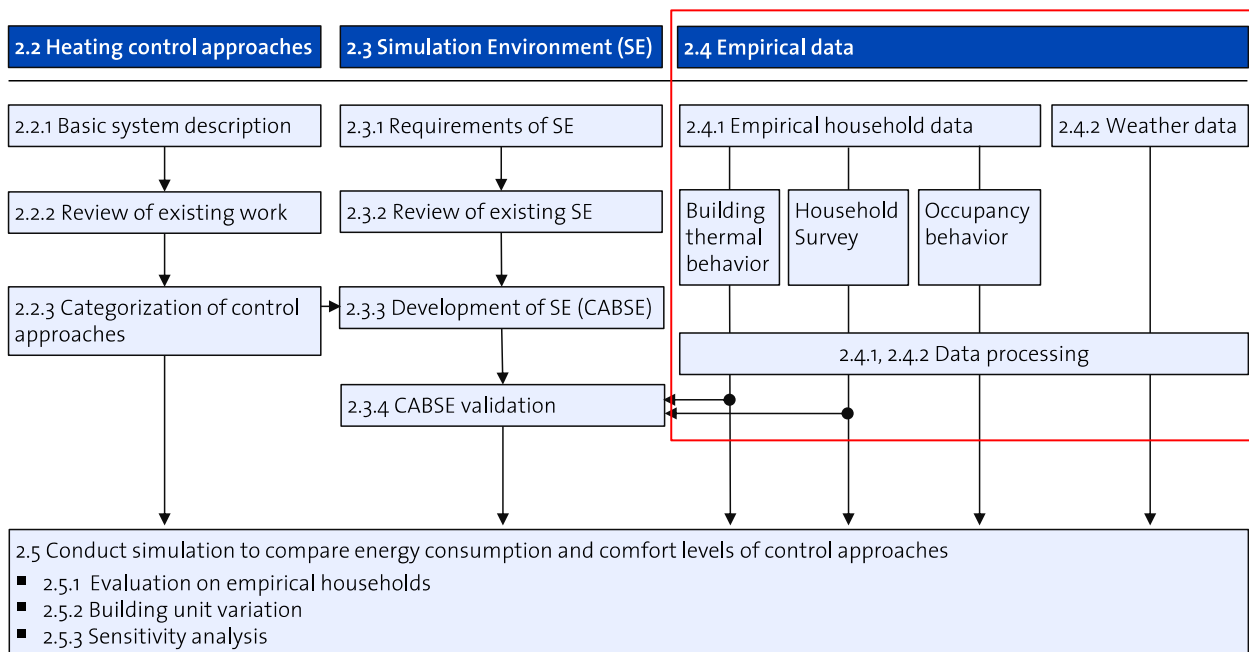 2.2 Heating control approaches
2.3 Simulation Environment (SE)
2.4 Empirical data
2.2.1 Basic system description
2.3.1 Requirements of SE
2.4.1 Empirical household data
2.4.2 Weather data
2.2.2 Review of existing work
2.3.2 Review of existing SE
Building
thermal
behavior
Household
Survey
Occupancy
behavior
2.2.3 Categorization of control
approaches
2.3.3 Development of SE (CABSE)
2.4.1, 2.4.2 Data processing
2.3.4 CABSE validation
2.5 Conduct simulation to compare energy consumption and comfort levels of control approaches
▪ 2.5.1 Evaluation on empirical households
▪ 2.5.2 Building unit variation
▪ 2.5.3 Sensitivity analysis